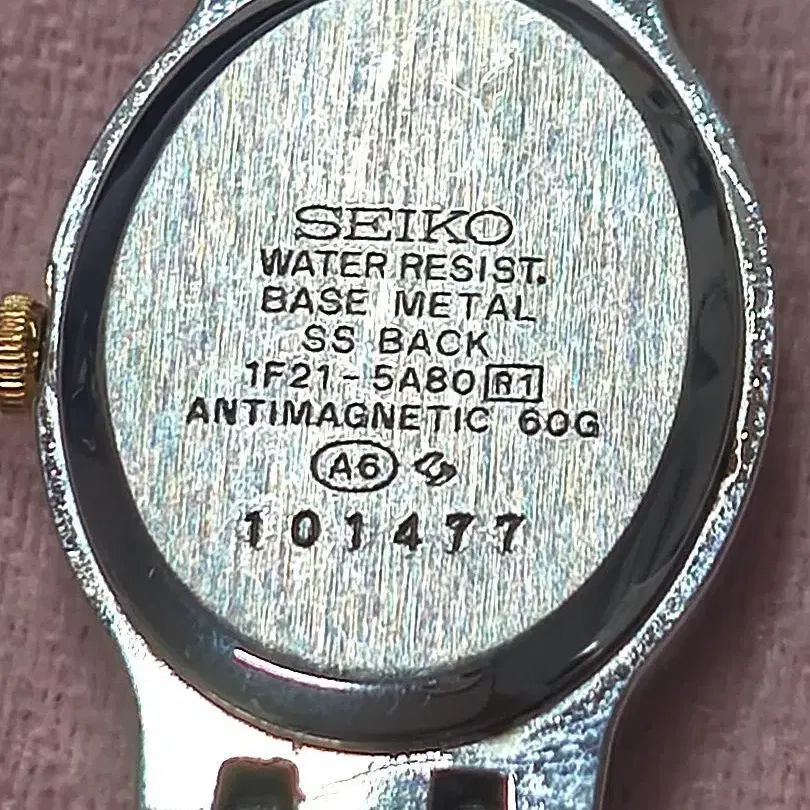 SEIKO
WATER RESIST.
BASE METAL
SS BACK
1F21-5A80 R1
ANTIMAGNETIC 60G
A6
101477